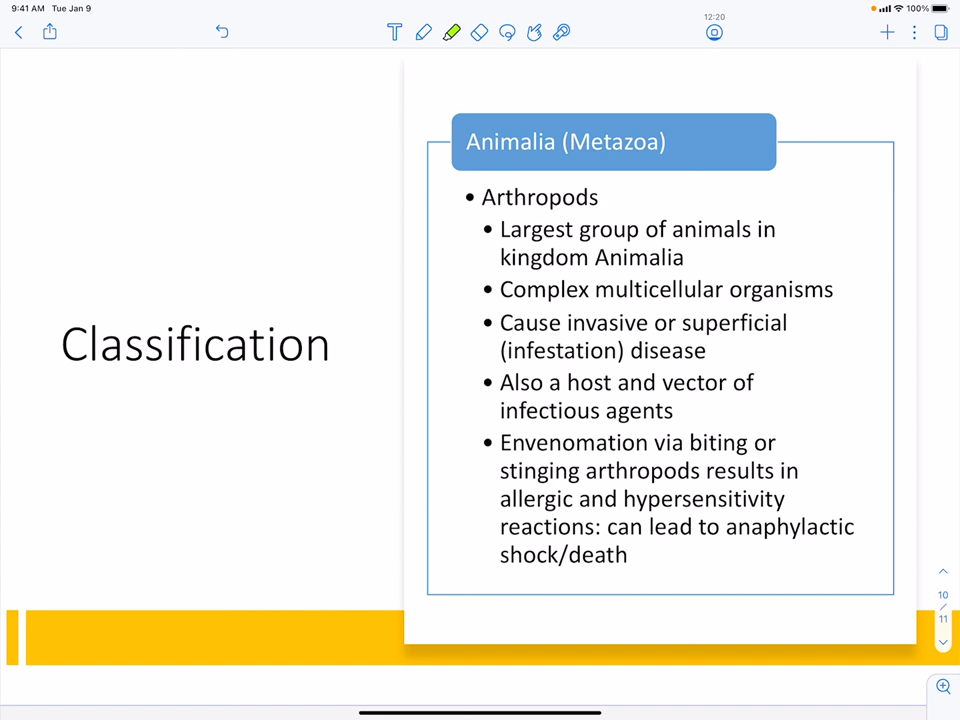 9:41 AM Tue Jan 9
100%
12:20
Classification
Animalia (Metazoa)
• Arthropods
• Largest group of animals in
kingdom Animalia
• Complex multicellular organisms
• Cause invasive or superficial
(infestation) disease
• Also a host and vector of
infectious agents
• Envenomation via biting or
stinging arthropods results in
allergic and hypersensitivity
reactions: can lead to anaphylactic
shock/death
10
/
11